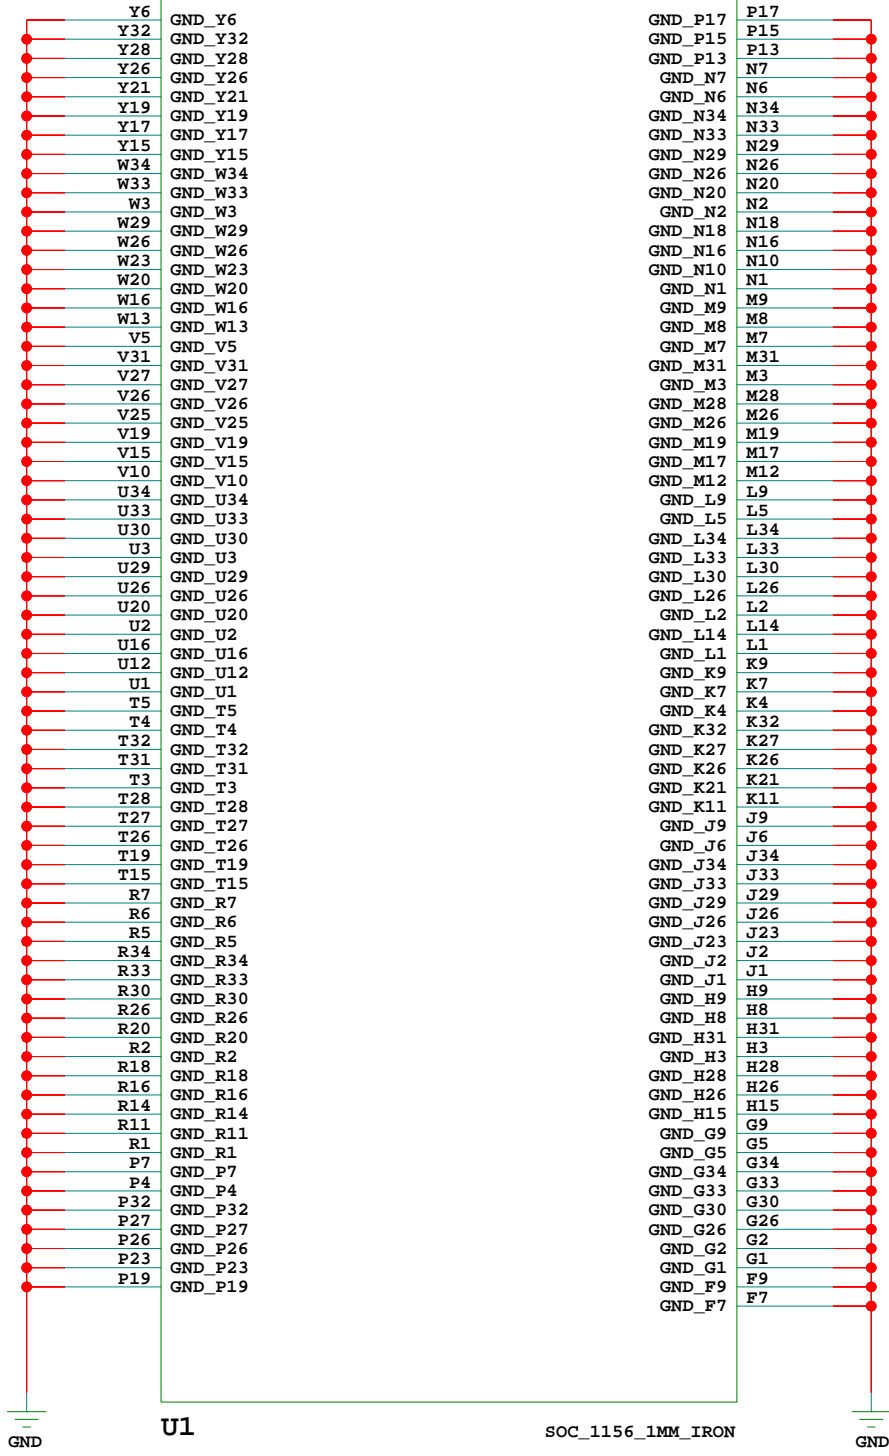 Y6 GND_Y6
Y32 GND_Y32
Y28 GND_Y28
Y26 GND_Y26
Y21 GND_Y21
Y19 GND_Y19
Y17 GND_Y17
Y15 GND_Y15
W34 GND_W34
W33 GND_W33
W3 GND_W3
W29 GND_W29
W26 GND_W26
W23 GND_W23
W20 GND_W20
W16 GND_W16
W13 GND_W13
V5 GND_V5
V31 GND_V31
V27 GND_V27
V26 GND_V26
V25 GND_V25
V19 GND_V19
V15 GND_V15
V10 GND_V10
U34 GND_U34
U33 GND_U33
U30 GND_U30
U3 GND_U3
U29 GND_U29
U26 GND_U26
U20 GND_U20
U2 GND_U2
U16 GND_U16
U12 GND_U12
U1 GND_U1
T5 GND_T5
T4 GND_T4
T32 GND_T32
T31 GND_T31
T3 GND_T3
T28 GND_T28
T27 GND_T27
T26 GND_T26
T19 GND_T19
T15 GND_T15
R7 GND_R7
R6 GND_R6
R5 GND_R5
R34 GND_R34
R33 GND_R33
R30 GND_R30
R26 GND_R26
R20 GND_R20
R2 GND_R2
R18 GND_R18
R16 GND_R16
R14 GND_R14
R11 GND_R11
R1 GND_R1
P7 GND_P7
P4 GND_P4
P32 GND_P32
P27 GND_P27
P26 GND_P26
P23 GND_P23
P19 GND_P19
GND_P17 P17
GND_P15 P15
GND_P13 P13
GND_N7 N7
GND_N6 N6
GND_N34 N34
GND_N33 N33
GND_N29 N29
GND_N26 N26
GND_N20 N20
GND_N2 N2
GND_N18 N18
GND_N16 N16
GND_N10 N10
GND_N1 N1
GND_M9 M9
GND_M8 M8
GND_M7 M7
GND_M31 M31
GND_M3 M3
GND_M28 M28
GND_M26 M26
GND_M19 M19
GND_M17 M17
GND_M12 M12
GND_L9 L9
GND_L5 L5
GND_L34 L34
GND_L33 L33
GND_L30 L30
GND_L26 L26
GND_L2 L2
GND_L14 L14
GND_L1 L1
GND_K9 K9
GND_K7 K7
GND_K4 K4
GND_K32 K32
GND_K27 K27
GND_K26 K26
GND_K21 K21
GND_K11 K11
GND_J9 J9
GND_J6 J6
GND_J34 J34
GND_J33 J33
GND_J29 J29
GND_J26 J26
GND_J23 J23
GND_J2 J2
GND_J1 J1
GND_H9 H9
GND_H8 H8
GND_H31 H31
GND_H3 H3
GND_H28 H28
GND_H26 H26
GND_H15 H15
GND_G9 G9
GND_G5 G5
GND_G34 G34
GND_G33 G33
GND_G30 G30
GND_G26 G26
GND_G2 G2
GND_G1 G1
GND_F9 F9
GND_F7 F7
U1
SOC_1156_1MM_IRON
GND
GND